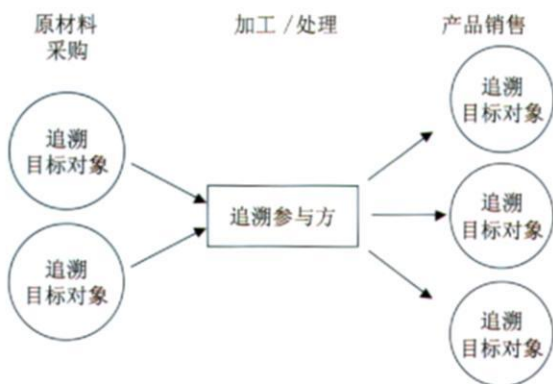 原材料
采购
加工/处理
产品销售
追溯
目标对象
追溯
目标对象
追溯参与方
追溯
目标对象
追溯
目标对象
追溯
目标对象